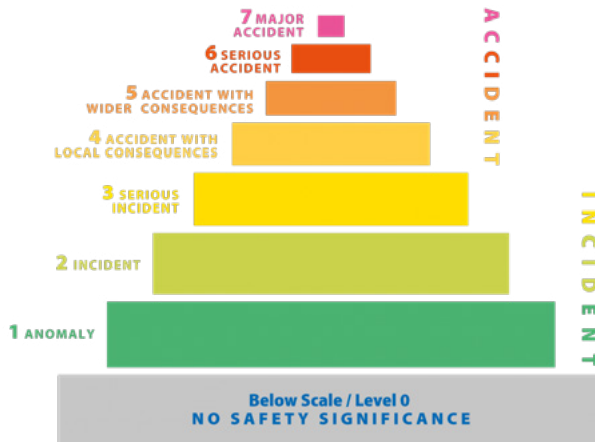 7 MAJOR
ACCIDENT
6 SERIOUS
ACCIDENT
5 ACCIDENT WITH
WIDER CONSEQUENCES
4 ACCIDENT WITH
LOCAL CONSEQUENCES
3 SERIOUS
INCIDENT
2 INCIDENT
1 ANOMALY
Below Scale / Level 0
NO SAFETY SIGNIFICANCE
ACCIDENT
INCIDENT